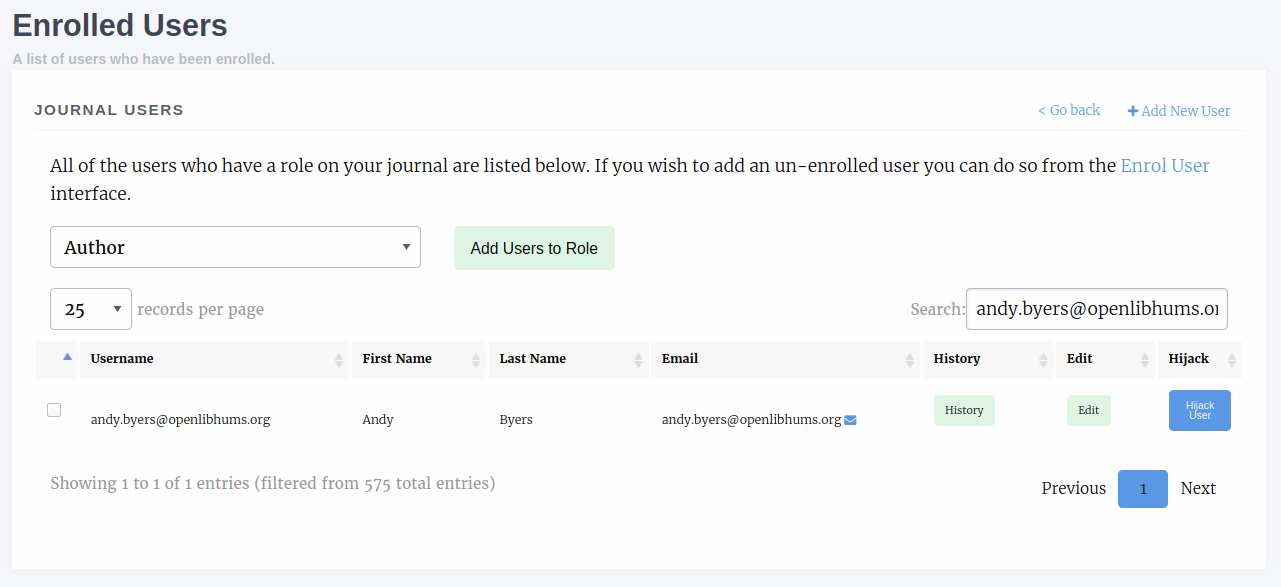 Enrolled Users
A list of users who have been enrolled.
JOURNAL USERS
< Go back
Add New User
All of the users who have a role on your journal are listed below. If you wish to add an un-enrolled user you can do so from the Enrol User
interface.
Author
Add Users to Role
25 records per page
Search: andy.byers@openlibhums.or
Username First Name Last Name Email History Edit Hijack
andy.byers@openlibhums.org Andy Byers andy.byers@openlibhums.org History Edit Hijack
User
Showing 1 to 1 of 1 entries (filtered from 575 total entries)
Previous 1 Next